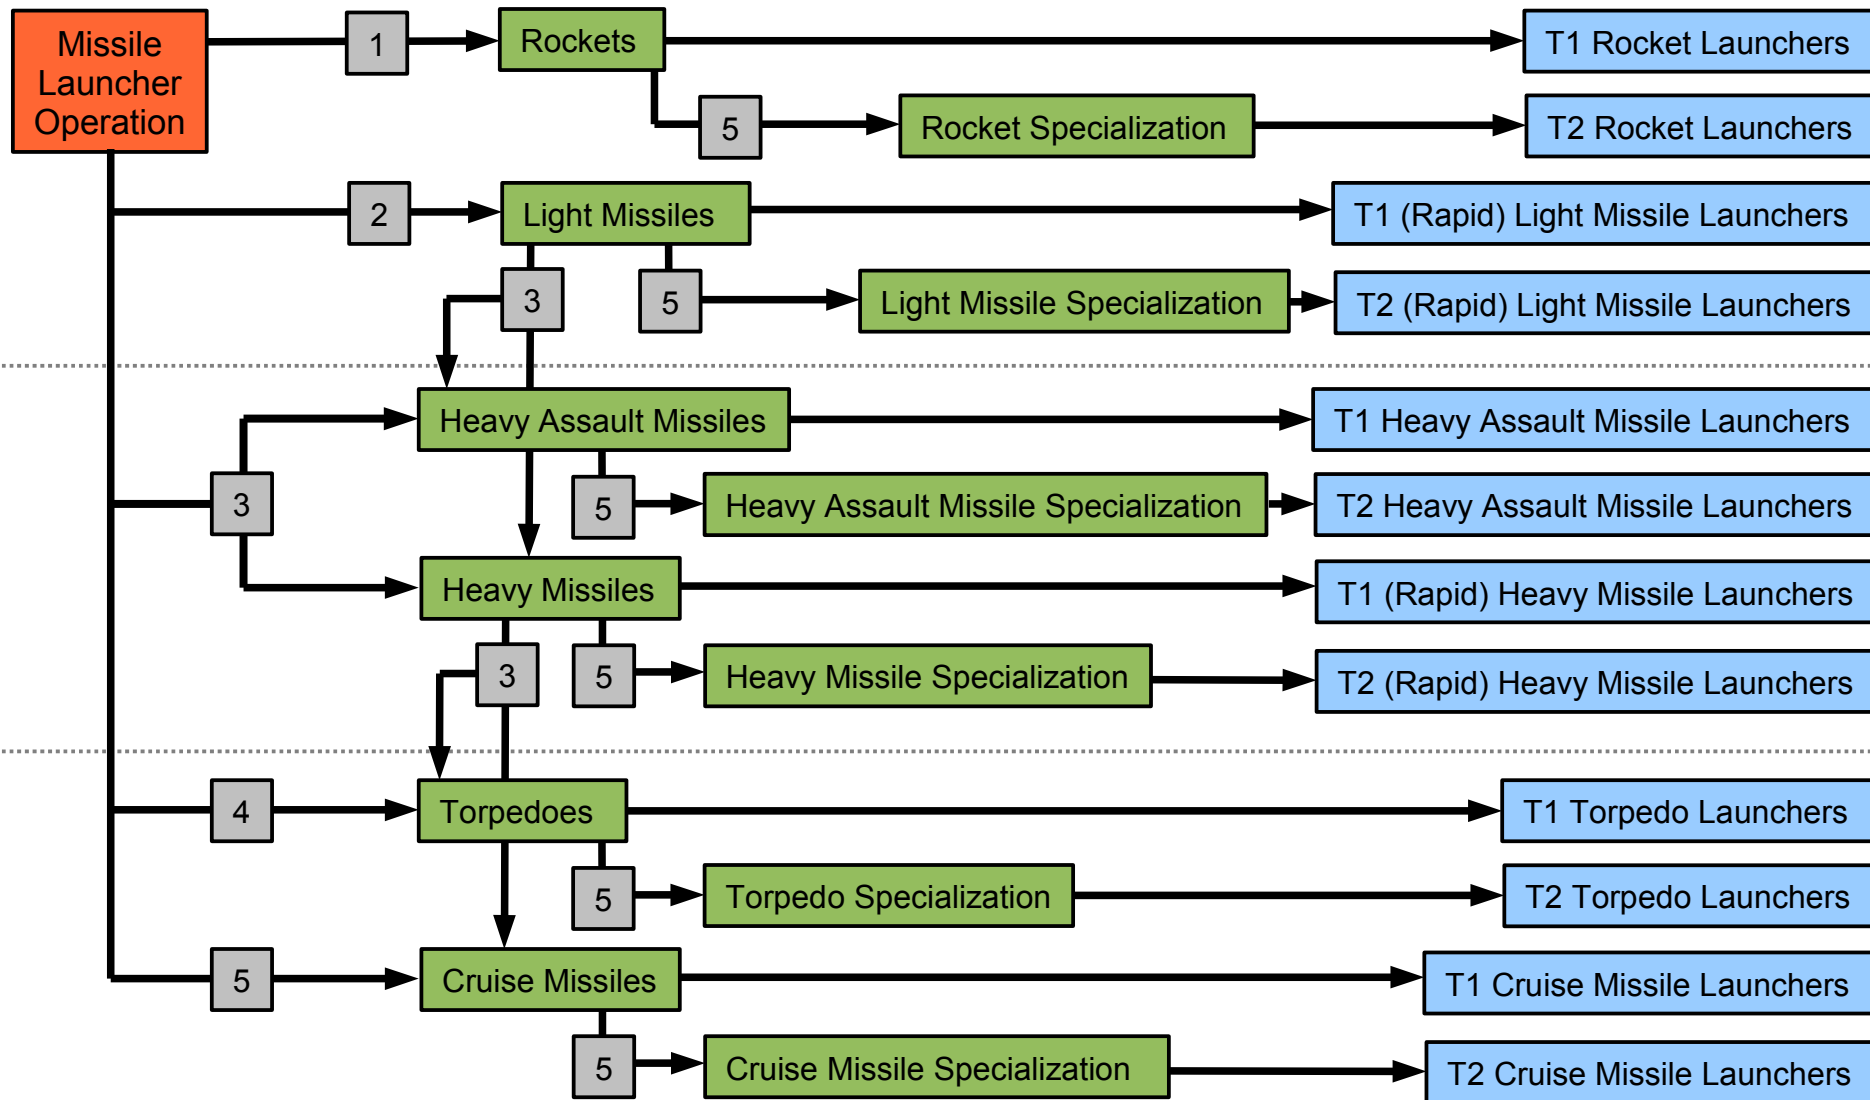 Missile
Launcher
Operation
1
Rockets
T1 Rocket Launchers
5
Rocket Specialization
T2 Rocket Launchers
2
Light Missiles
T1 (Rapid) Light Missile Launchers
3
5
Light Missile Specialization
T2 (Rapid) Light Missile Launchers
Heavy Assault Missiles
T1 Heavy Assault Missile Launchers
3
5
Heavy Assault Missile Specialization
T2 Heavy Assault Missile Launchers
Heavy Missiles
T1 (Rapid) Heavy Missile Launchers
3
5
Heavy Missile Specialization
T2 (Rapid) Heavy Missile Launchers
4
Torpedoes
T1 Torpedo Launchers
5
Torpedo Specialization
T2 Torpedo Launchers
5
Cruise Missiles
T1 Cruise Missile Launchers
5
Cruise Missile Specialization
T2 Cruise Missile Launchers